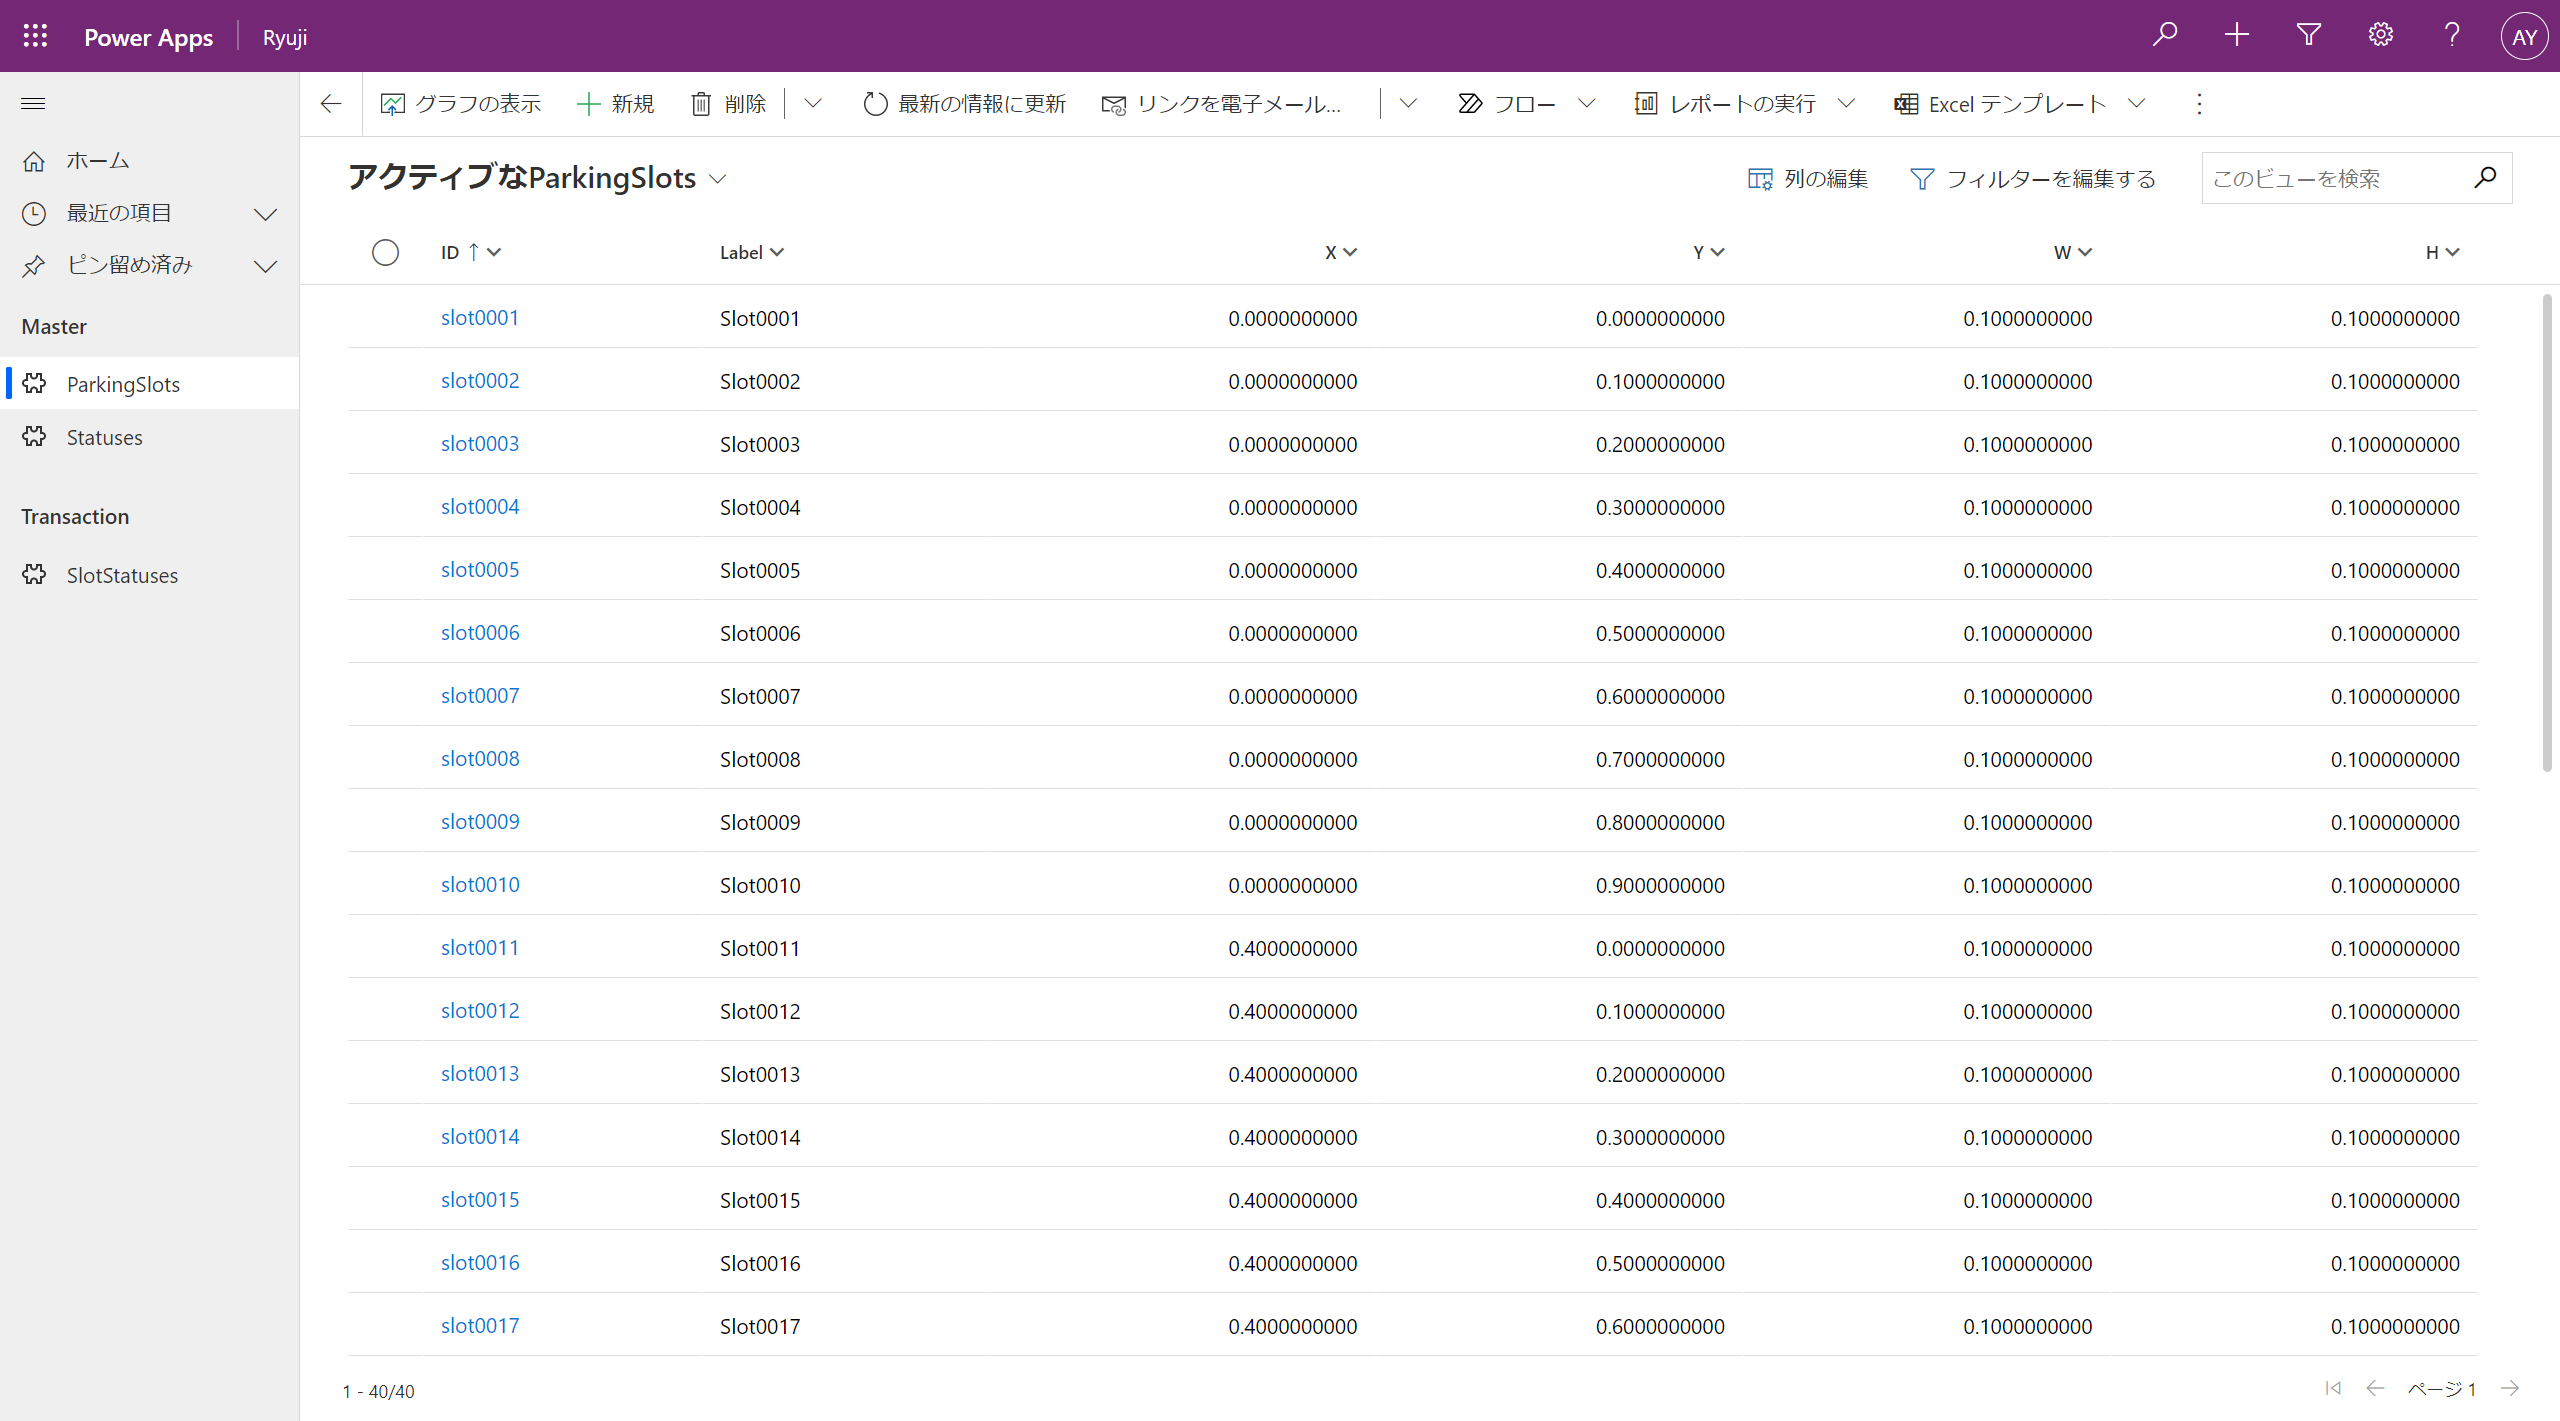 Power Apps Ryuji AY
グラフの表示 新規 削除 最新の情報に更新 リンクを電子メール... フロー レポートの実行 Excel テンプレート
ホーム
最近の項目
ピン留め済み
Master
ParkingSlots
Statuses
Transaction
SlotStatuses
アクティブなParkingSlots 列の編集 フィルターを編集する このビューを検索
ID Label X Y W H
slot0001 Slot0001 0.0000000000 0.0000000000 0.1000000000 0.1000000000
slot0002 Slot0002 0.0000000000 0.1000000000 0.1000000000 0.1000000000
slot0003 Slot0003 0.0000000000 0.2000000000 0.1000000000 0.1000000000
slot0004 Slot0004 0.0000000000 0.3000000000 0.1000000000 0.1000000000
slot0005 Slot0005 0.0000000000 0.4000000000 0.1000000000 0.1000000000
slot0006 Slot0006 0.0000000000 0.5000000000 0.1000000000 0.1000000000
slot0007 Slot0007 0.0000000000 0.6000000000 0.1000000000 0.1000000000
slot0008 Slot0008 0.0000000000 0.7000000000 0.1000000000 0.1000000000
slot0009 Slot0009 0.0000000000 0.8000000000 0.1000000000 0.1000000000
slot0010 Slot0010 0.0000000000 0.9000000000 0.1000000000 0.1000000000
slot0011 Slot0011 0.4000000000 0.0000000000 0.1000000000 0.1000000000
slot0012 Slot0012 0.4000000000 0.1000000000 0.1000000000 0.1000000000
slot0013 Slot0013 0.4000000000 0.2000000000 0.1000000000 0.1000000000
slot0014 Slot0014 0.4000000000 0.3000000000 0.1000000000 0.1000000000
slot0015 Slot0015 0.4000000000 0.4000000000 0.1000000000 0.1000000000
slot0016 Slot0016 0.4000000000 0.5000000000 0.1000000000 0.1000000000
slot0017 Slot0017 0.4000000000 0.6000000000 0.1000000000 0.1000000000
1 - 40/40 ページ 1